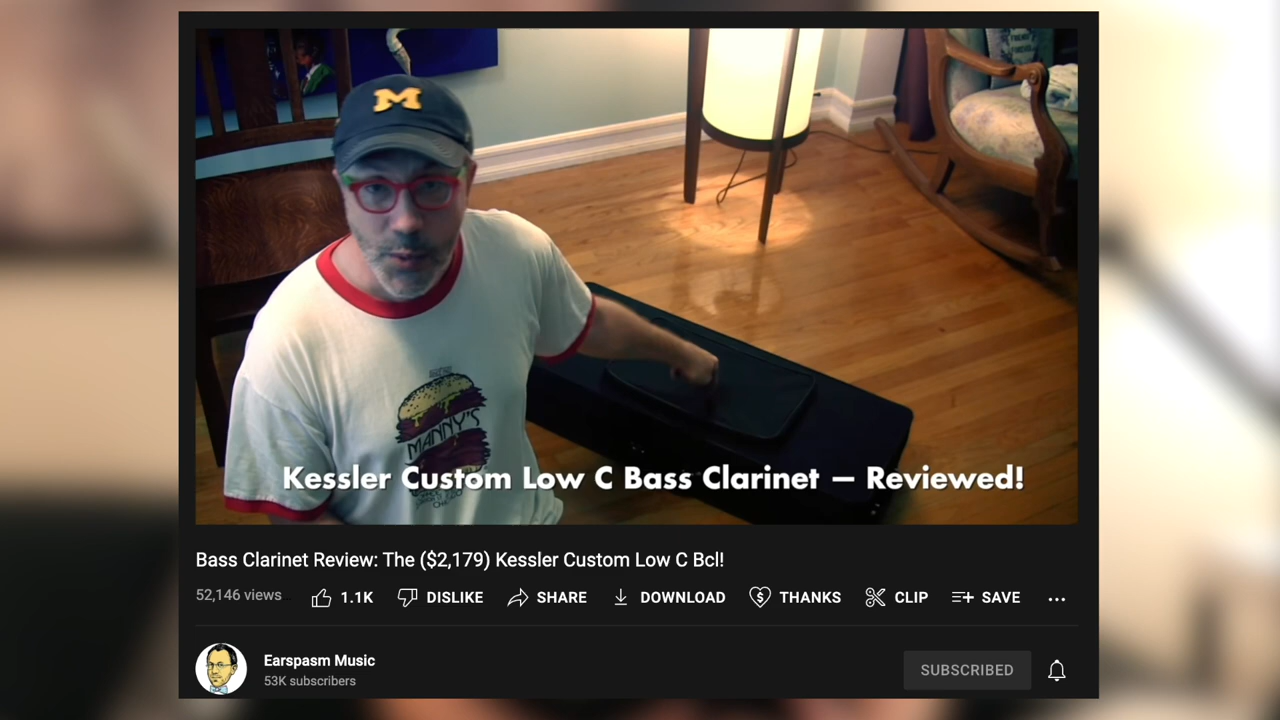 M
MANNY'S
Kessler Custom Low C Bass Clarinet – Reviewed!
Bass Clarinet Review: The ($2,179) Kessler Custom Low C Bcl!
52,146 views 1.1K DISLIKE SHARE DOWNLOAD THANKS CLIP SAVE ...
Earspasm Music
53K subscribers
SUBSCRIBED